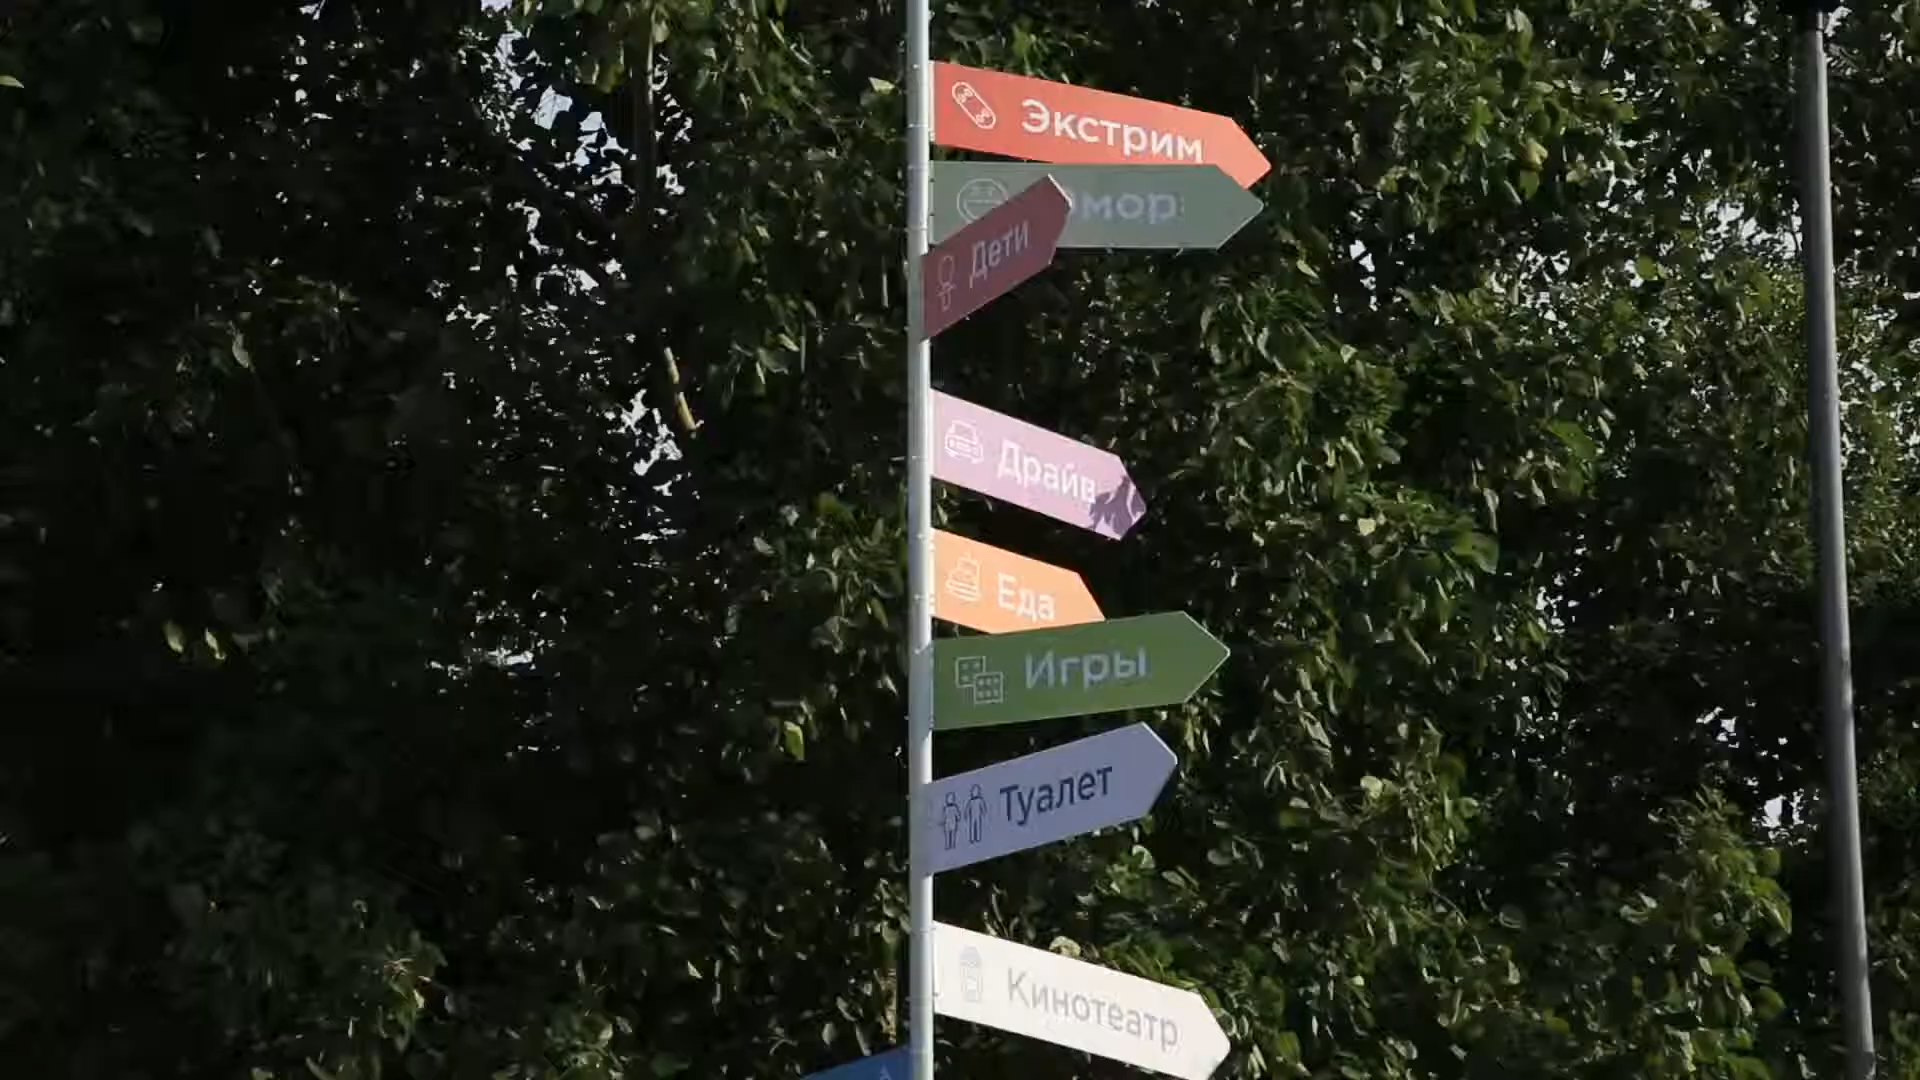 Экстрим
Дети
Драйв
Еда
Игры
Туалет
Кинотеатр